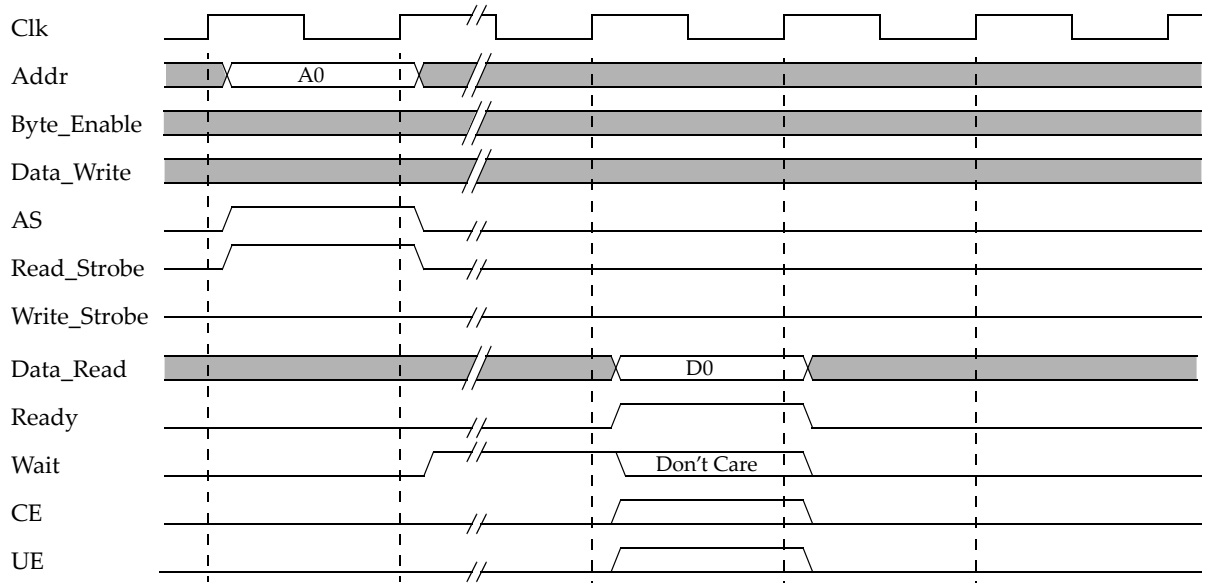 Clk
Addr A0
Byte_Enable
Data_Write
AS
Read_Strobe
Write_Strobe
Data_Read D0
Ready
Wait Don't Care
CE
UE